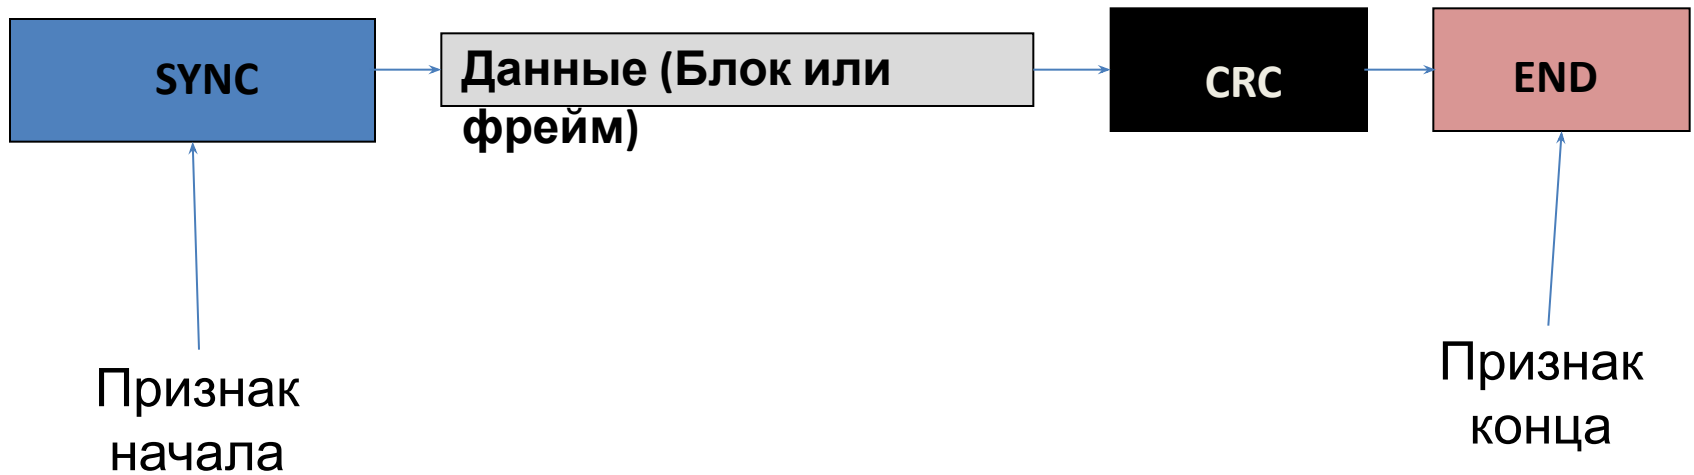 SYNC
Данные (Блок или
фрейм)
CRC
END
Признак
начала
Признак
конца